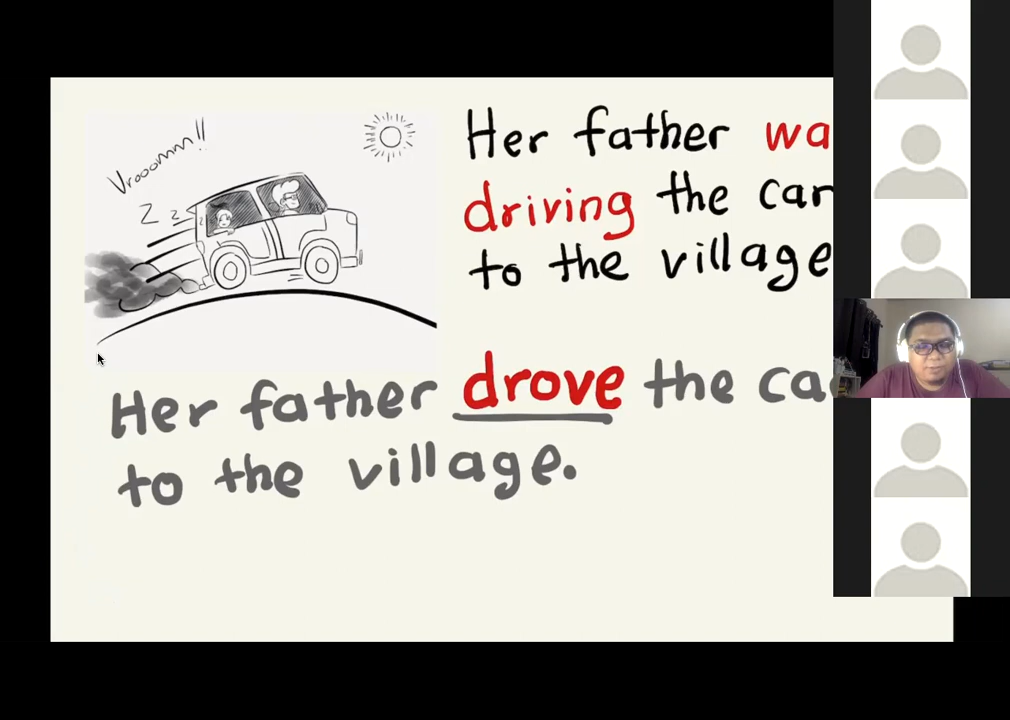 Vrooomm!!
Her father wa
Z z z
driving the car
to the village
Her father drove the ca
to the village.